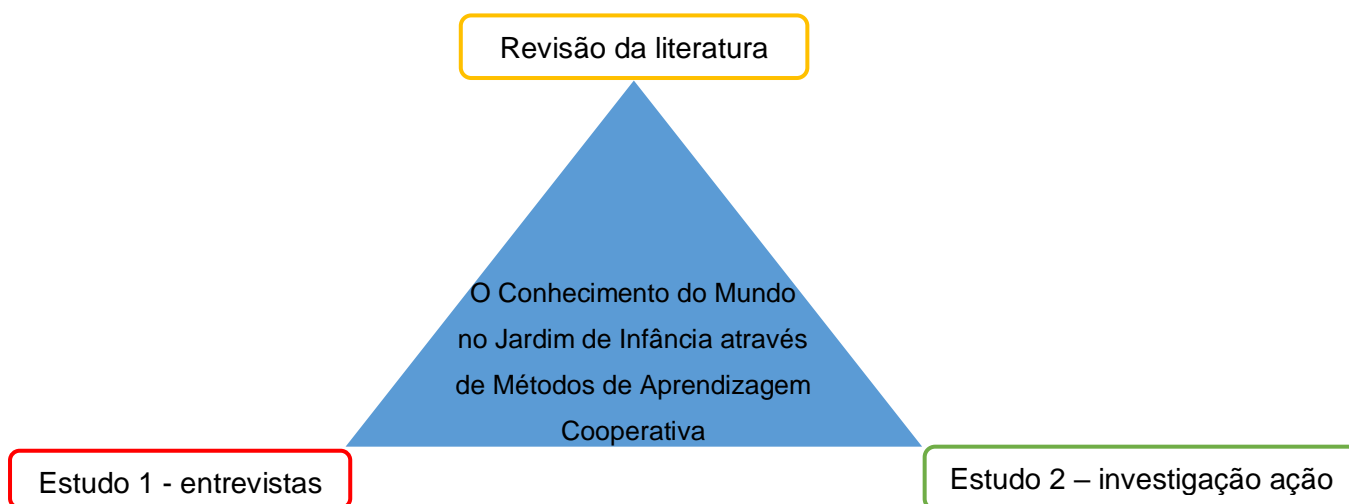 Revisão da literatura
O Conhecimento do Mundo
no Jardim de Infância através
de Métodos de Aprendizagem
Cooperativa
Estudo 1 - entrevistas
Estudo 2 – investigação ação